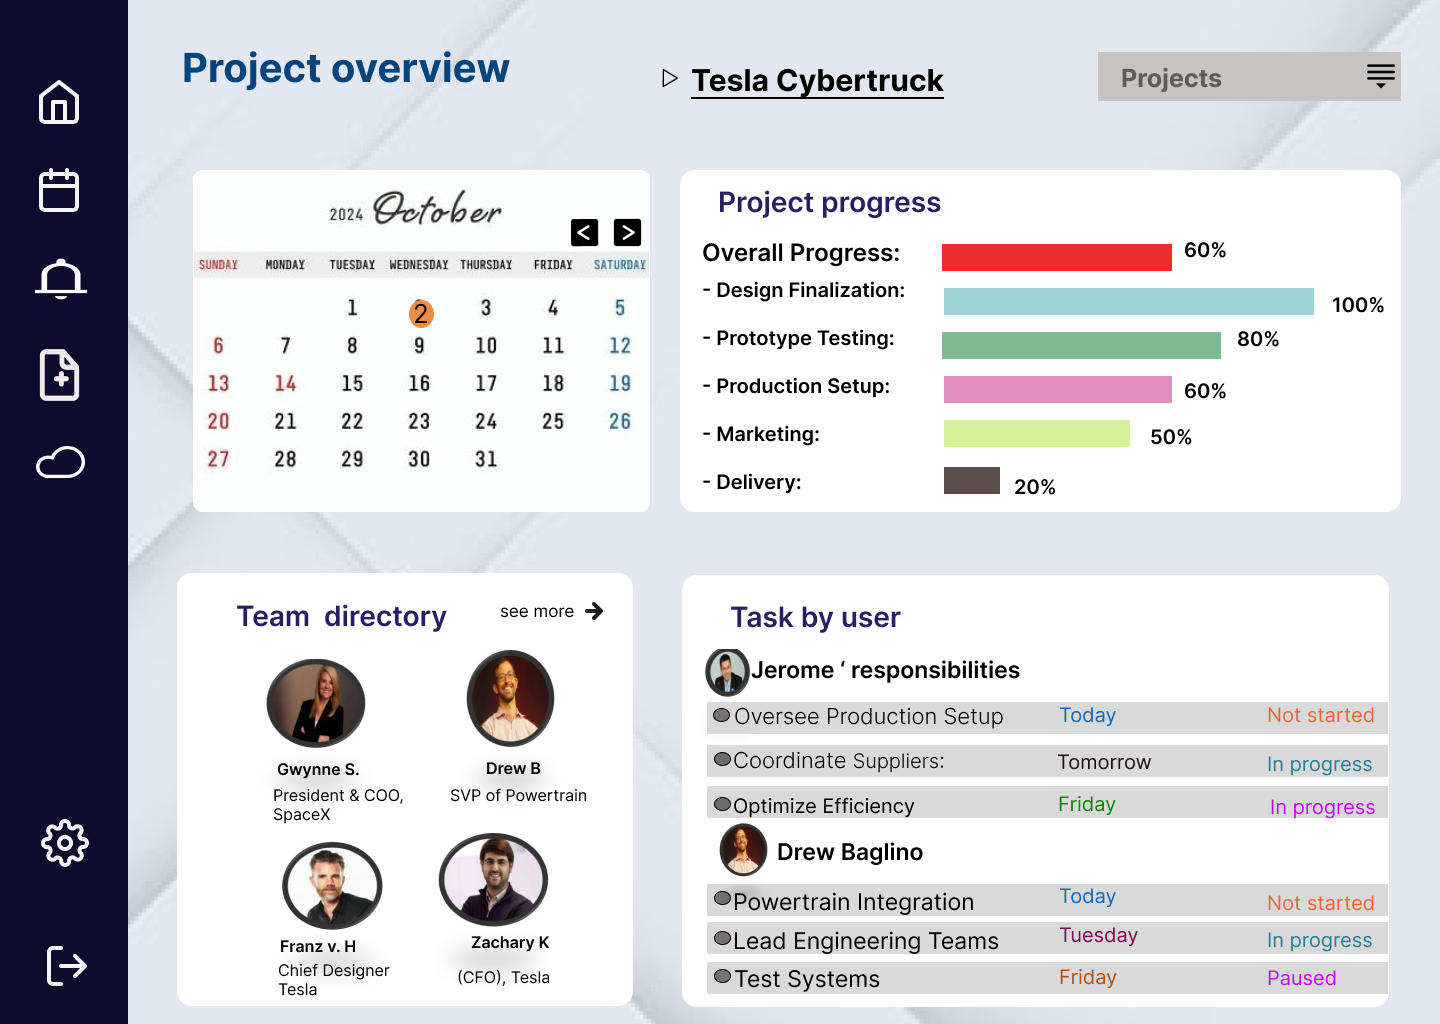 Project overview
Tesla Cybertruck
Projects
2024 October
< >
SUNDAY MONDAY TUESDAY WEDNESDAY THURSDAY FRIDAY SATURDAY
1 2 3 4 5
6 7 8 9 10 11 12
13 14 15 16 17 18 19
20 21 22 23 24 25 26
27 28 29 30 31
Project progress
Overall Progress: 60%
- Design Finalization: 100%
- Prototype Testing: 80%
- Production Setup: 60%
- Marketing: 50%
- Delivery: 20%
Team directory
see more
Gwynne S.
President & COO,
SpaceX
Drew B
SVP of Powertrain
Franz v. H
Chief Designer
Tesla
Zachary K
(CFO), Tesla
Task by user
Jerome ‘ responsibilities
Oversee Production Setup Today Not started
Coordinate Suppliers: Tomorrow In progress
Optimize Efficiency Friday In progress
Drew Baglino
Powertrain Integration Today Not started
Lead Engineering Teams Tuesday In progress
Test Systems Friday Paused